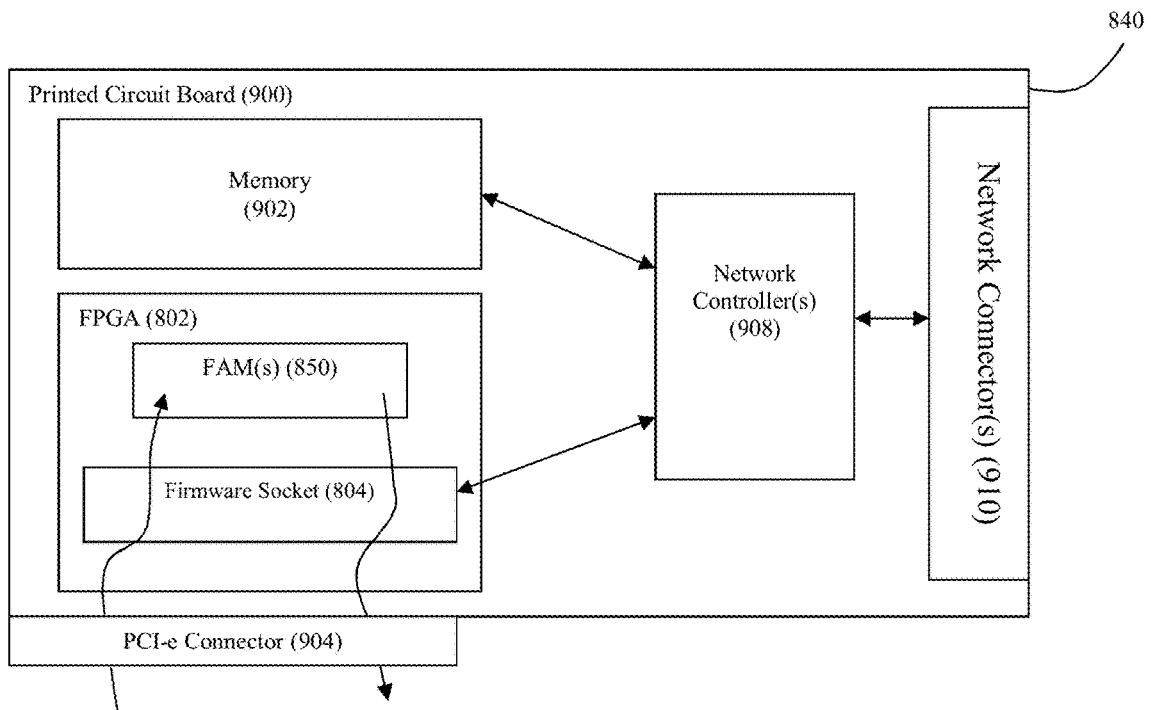 840
Printed Circuit Board (900)
Memory
(902)
Network
Controller(s)
(908)
Network Connector(s) (910)
FPGA (802)
FAM(s) (850)
Firmware Socket (804)
PCI-e Connector (904)